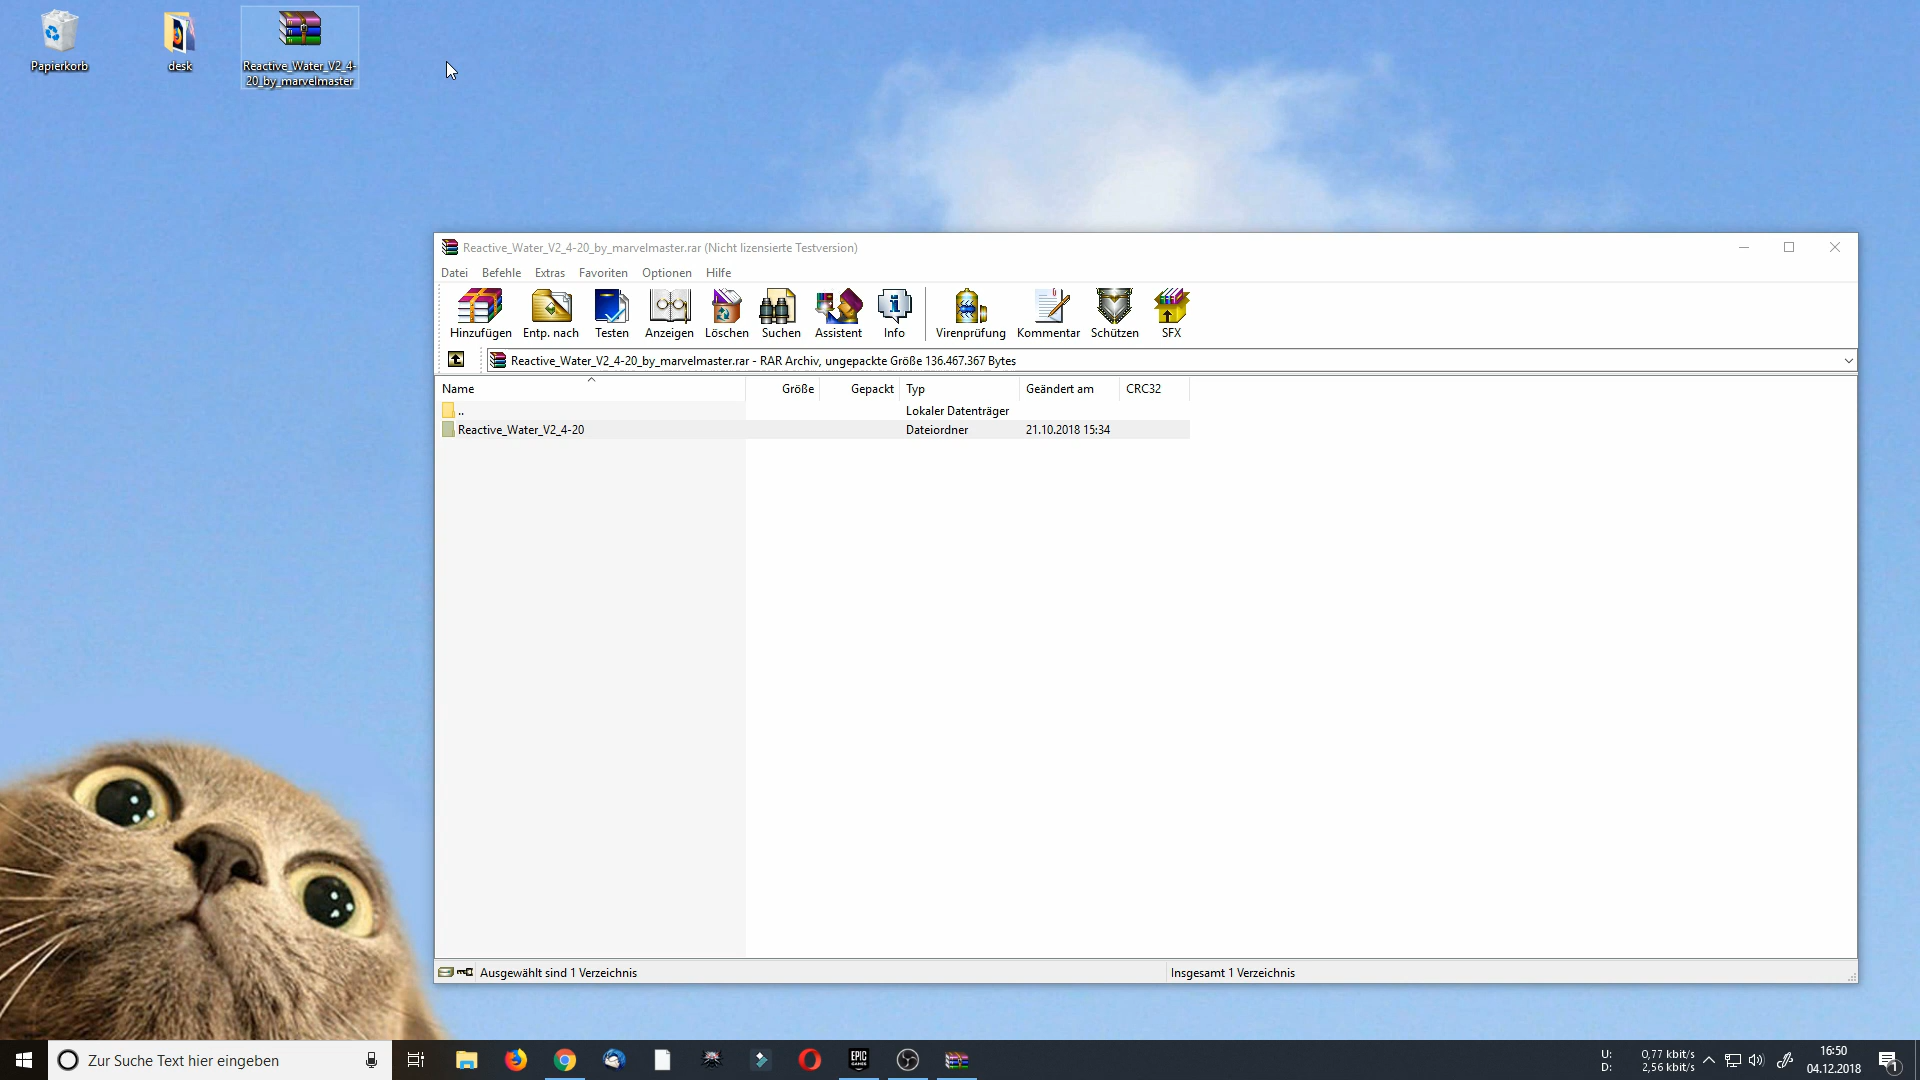 Papierkorb
desk
Reactive_Water_V2_4-
20_by_marvelmaster
Reactive_Water_V2_4-20_by_marvelmaster.rar (Nicht lizensierte Testversion)
Datei Befehle Extras Favoriten Optionen Hilfe
Hinzufügen Entp. nach Testen Anzeigen Löschen Suchen Assistent Info Virenprüfung Kommentar Schützen SFX
Reactive_Water_V2_4-20_by_marvelmaster.rar - RAR Archiv, ungepackte Größe 136.467.367 Bytes
Name Größe Gepackt Typ Geändert am CRC32
.. Lokaler Datenträger
Reactive_Water_V2_4-20 Dateiordner 21.10.2018 15:34
Ausgewählt sind 1 Verzeichnis Insgesamt 1 Verzeichnis
Zur Suche Text hier eingeben
EPIC
GAMES
U: 0,77 kbit/s
D: 2,56 kbit/s
16:50
04.12.2018
1